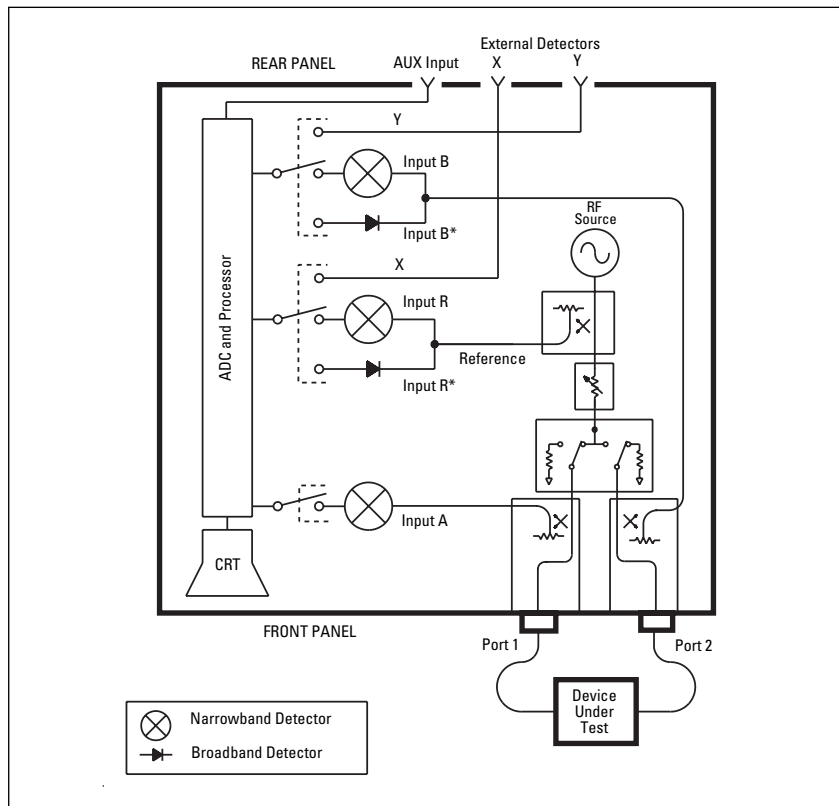 External Detectors
REAR PANEL
AUX Input
X
Y
Y
Input B
Input B*
RF
Source
X
Input R
Reference
Input R*
ADC and Processor
Input A
CRT
FRONT PANEL
Port 1
Port 2
Device
Under
Test
Narrowband Detector
Broadband Detector